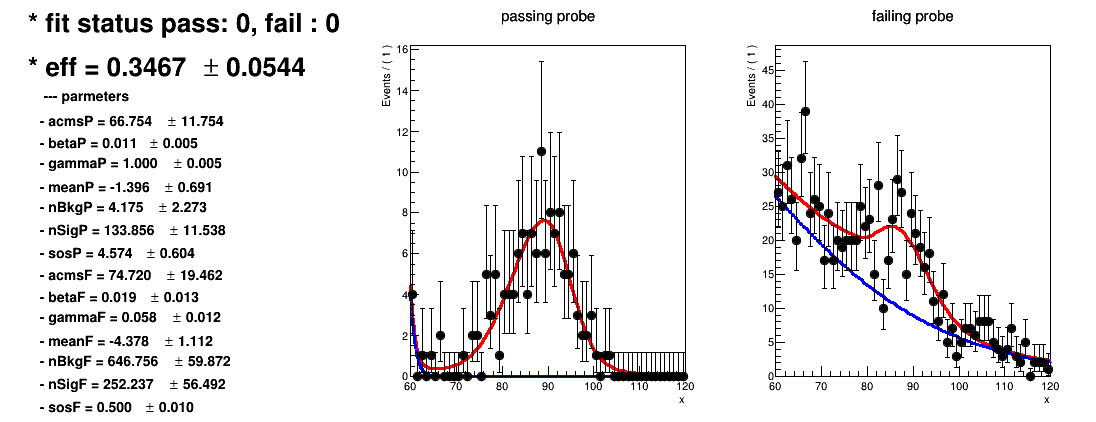 * fit status pass: 0, fail : 0
* eff = 0.3467 ± 0.0544
--- parmeters
- acmsP = 66.754 ± 11.754
- betaP = 0.011 ± 0.005
- gammaP = 1.000 ± 0.005
- meanP = -1.396 ± 0.691
- nBkgP = 4.175 ± 2.273
- nSigP = 133.856 ± 11.538
- sosP = 4.574 ± 0.604
- acmsF = 74.720 ± 19.462
- betaF = 0.019 ± 0.013
- gammaF = 0.058 ± 0.012
- meanF = -4.378 ± 1.112
- nBkgF = 646.756 ± 59.872
- nSigF = 252.237 ± 56.492
- sosF = 0.500 ± 0.010
passing probe
Events / ( 1 )
16
14
12
10
8
6
4
2
0
60 70 80 90 100 110 120
x
failing probe
Events / ( 1 )
45
40
35
30
25
20
15
10
5
0
60 70 80 90 100 110 120
x